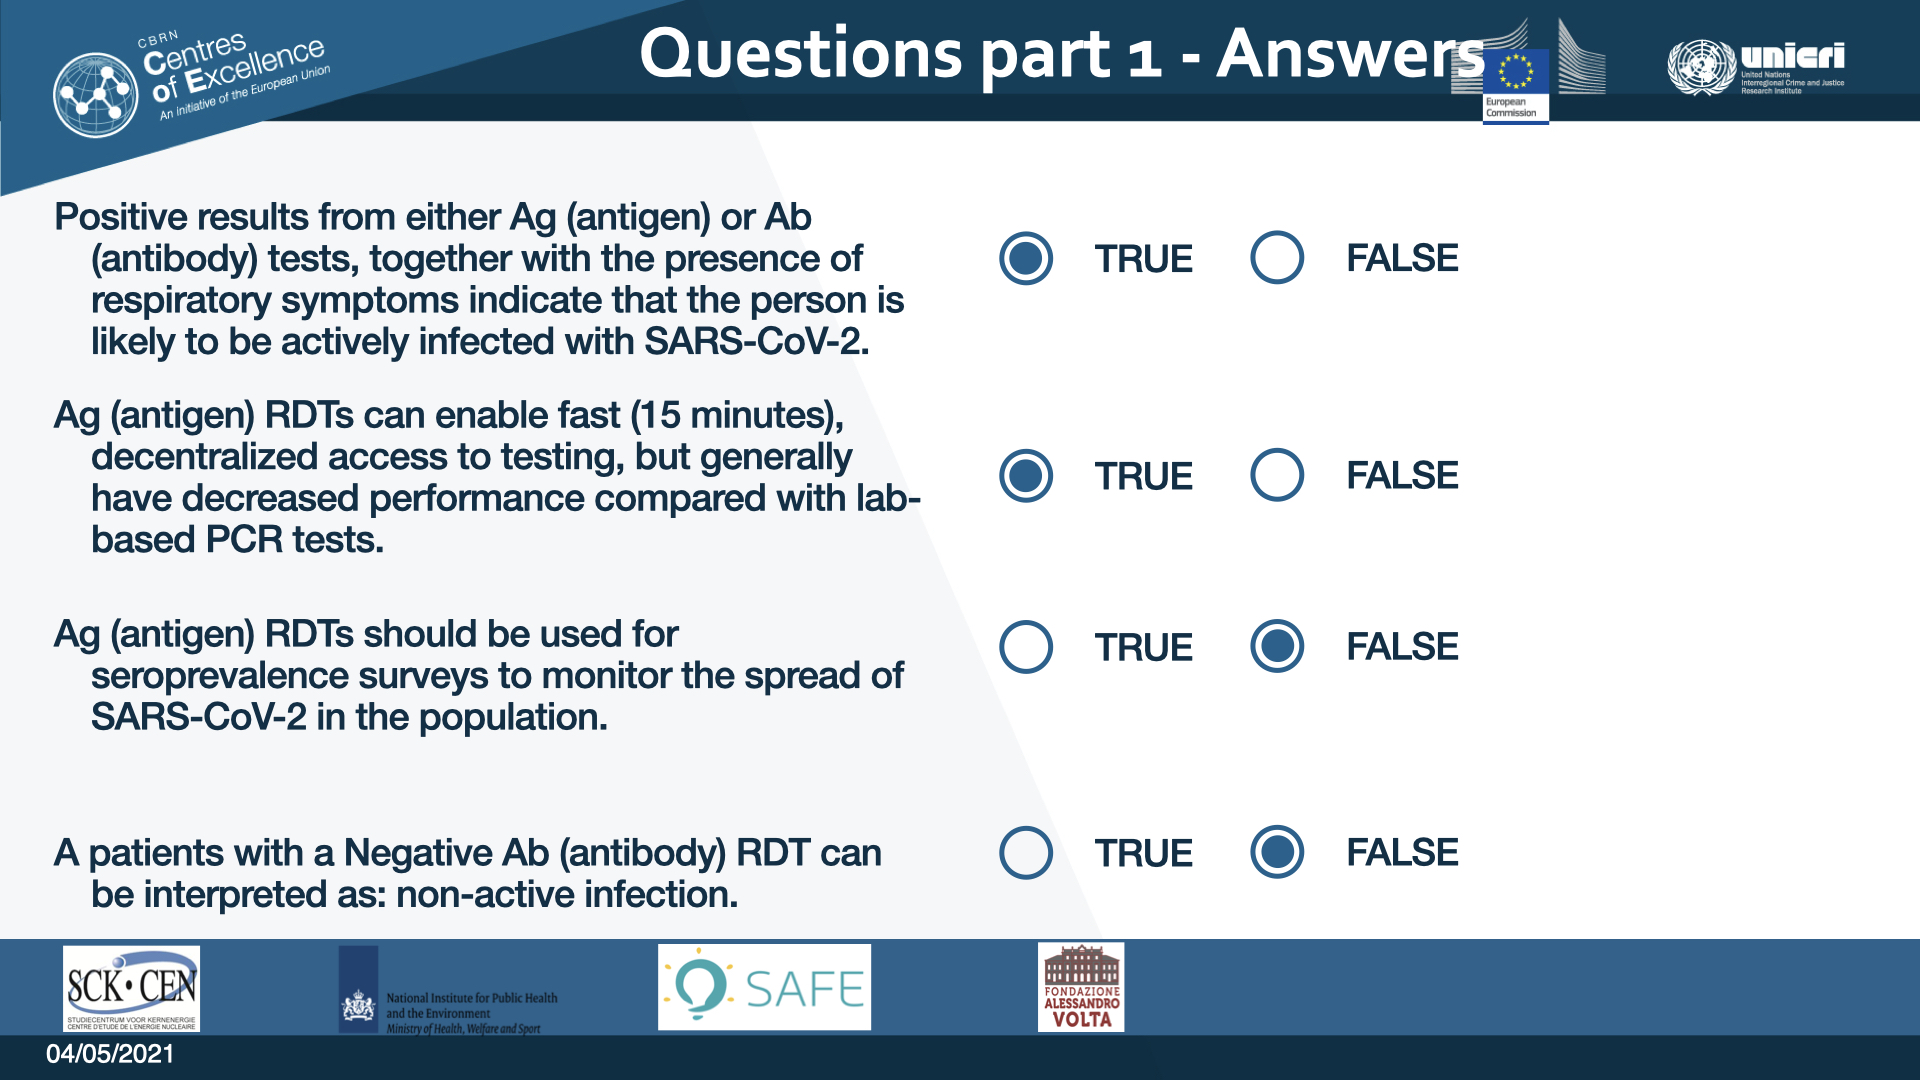 CBRN
Centres
of Excellence
An Initiative of the European Union
Questions part 1 - Answers
European
Commission
unicri
United Nations
Interregional Crime and Justice
Research Institute
Positive results from either Ag (antigen) or Ab
(antibody) tests, together with the presence of
respiratory symptoms indicate that the person is
likely to be actively infected with SARS-CoV-2.
TRUE FALSE
Ag (antigen) RDTs can enable fast (15 minutes),
decentralized access to testing, but generally
have decreased performance compared with lab-
based PCR tests.
TRUE FALSE
Ag (antigen) RDTs should be used for
seroprevalence surveys to monitor the spread of
SARS-CoV-2 in the population.
TRUE FALSE
A patients with a Negative Ab (antibody) RDT can
be interpreted as: non-active infection.
TRUE FALSE
SCK•CEN
STUDIECENTRUM VOOR KERNENERGIE
CENTRE D'ETUDE DE L'ENERGIE NUCLEAIRE
National Institute for Public Health
and the Environment
Ministry of Health, Welfare and Sport
SAFE
FONDAZIONE
ALESSANDRO
VOLTA
04/05/2021